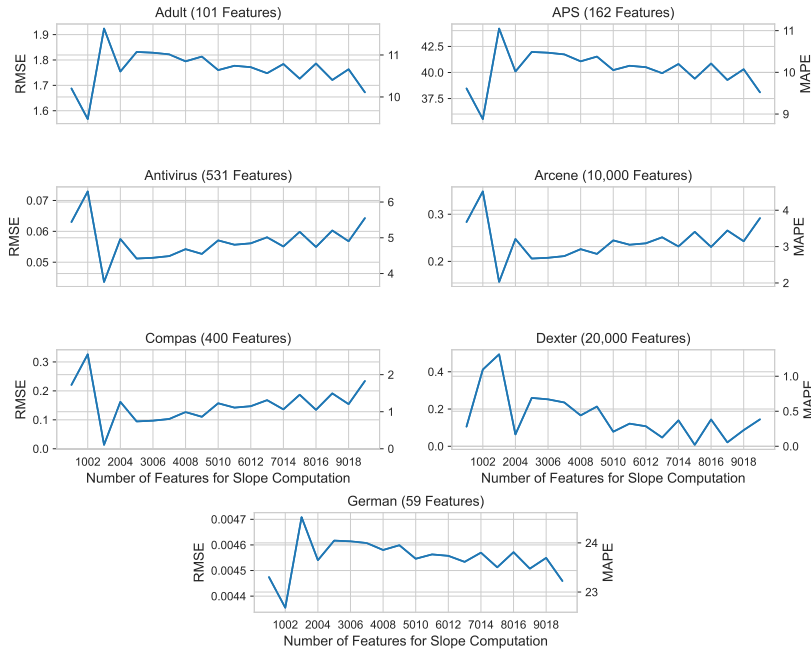 Adult (101 Features)
APS (162 Features)
RMSE
1.9
1.8
1.7
1.6
11
10
42.5
40.0
37.5
11
10
9
MAPE
Antivirus (531 Features)
Arcene (10,000 Features)
RMSE
0.07
0.06
0.05
6
5
4
0.3
0.2
4
3
2
MAPE
Compas (400 Features)
Dexter (20,000 Features)
RMSE
0.3
0.2
0.1
0.0
2
1
0
0.4
0.2
0.0
1.0
0.5
0.0
MAPE
1002 2004 3006 4008 5010 6012 7014 8016 9018
1002 2004 3006 4008 5010 6012 7014 8016 9018
Number of Features for Slope Computation
Number of Features for Slope Computation
German (59 Features)
RMSE
0.0047
0.0046
0.0045
0.0044
24
23
MAPE
1002 2004 3006 4008 5010 6012 7014 8016 9018
Number of Features for Slope Computation